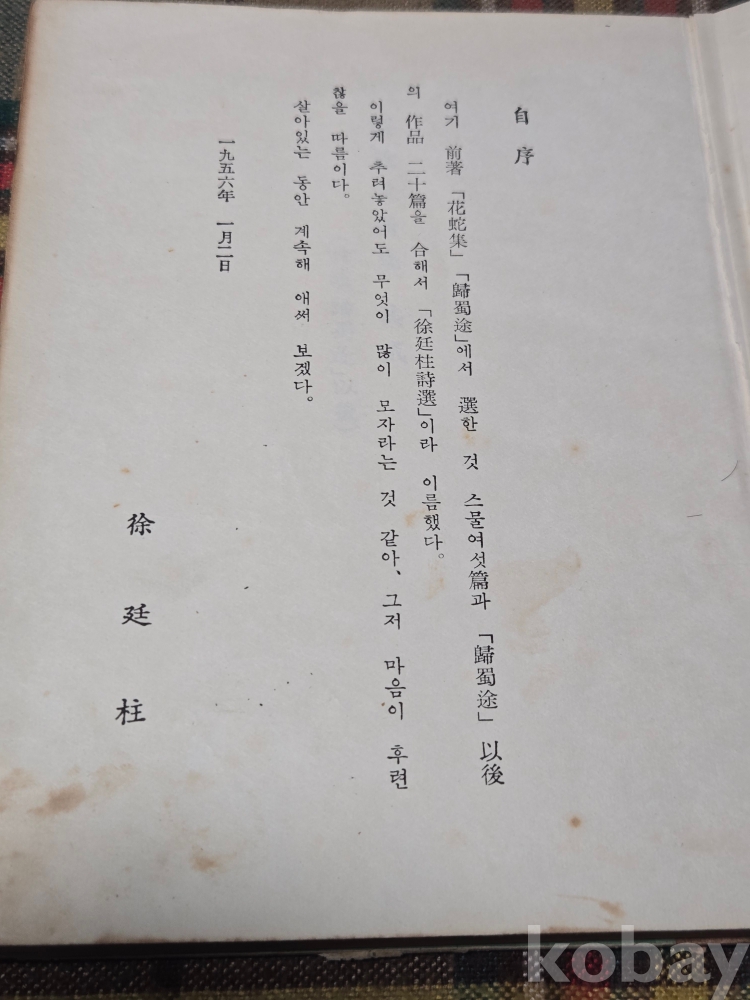 自序
여기 前著「花蛇集」「歸蜀途」에서 選한 것 스물여섯篇과 「歸蜀途」 以後
의 作品 二十篇을 合해서 「徐廷柱詩選」이라 이름했다。
이렇게 추려놓았어도 무엇이 많이 모자라는 것 같아、그저 마음이 후련
찮을 따름이다。
살아있는 동안 계속해 애써 보겠다。
一九五六年 一月二日
徐廷柱
kobay